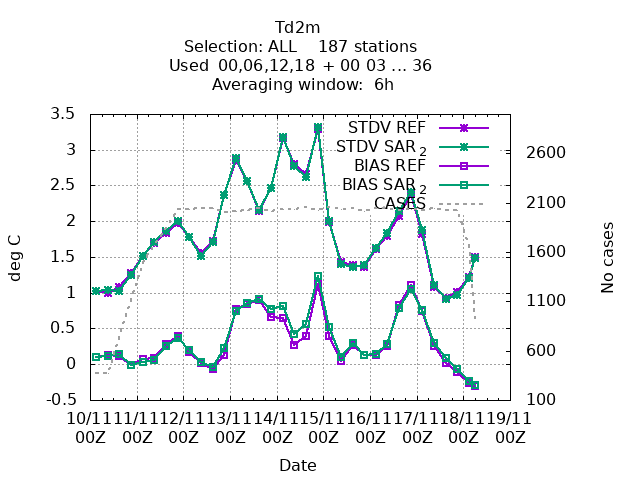 Td2m
Selection: ALL    187 stations
Used  00,06,12,18 + 00 03 ... 36
Averaging window:  6h
STDV REF
STDV SAR2
BIAS REF
BIAS SAR2
CASES
deg C
3.5
3
2.5
2
1.5
1
0.5
0
-0.5
2600
2100
1600
1100
600
100
No cases
10/11 11/11 12/11 13/11 14/11 15/11 16/11 17/11 18/11 19/11
00Z 00Z 00Z 00Z 00Z 00Z 00Z 00Z 00Z 00Z
Date